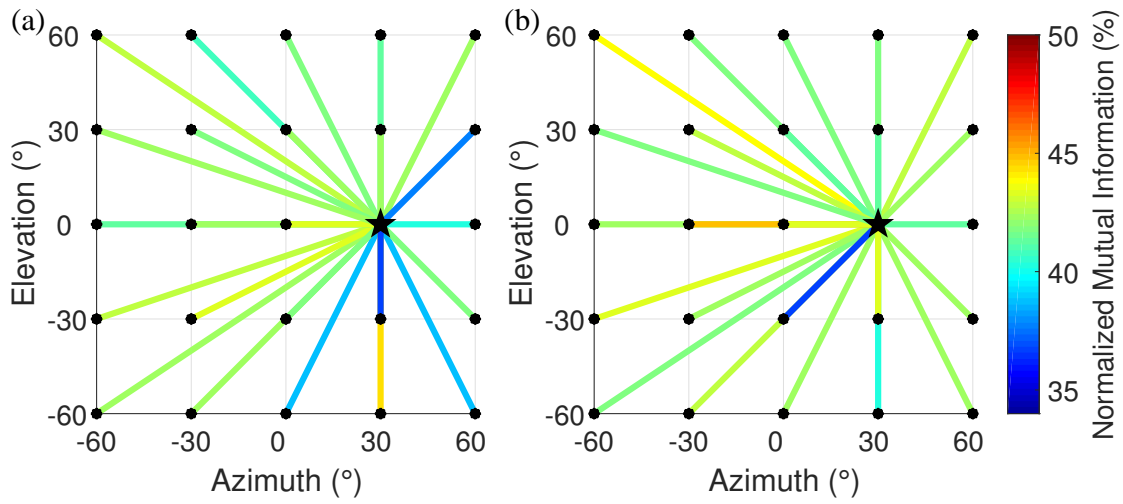 (a)
60
30
0
-30
-60
Elevation (°)
-60 -30 0 30 60
Azimuth (°)
(b)
60
30
0
-30
-60
Elevation (°)
-60 -30 0 30 60
Azimuth (°)
50
45
40
35
Normalized Mutual Information (%)